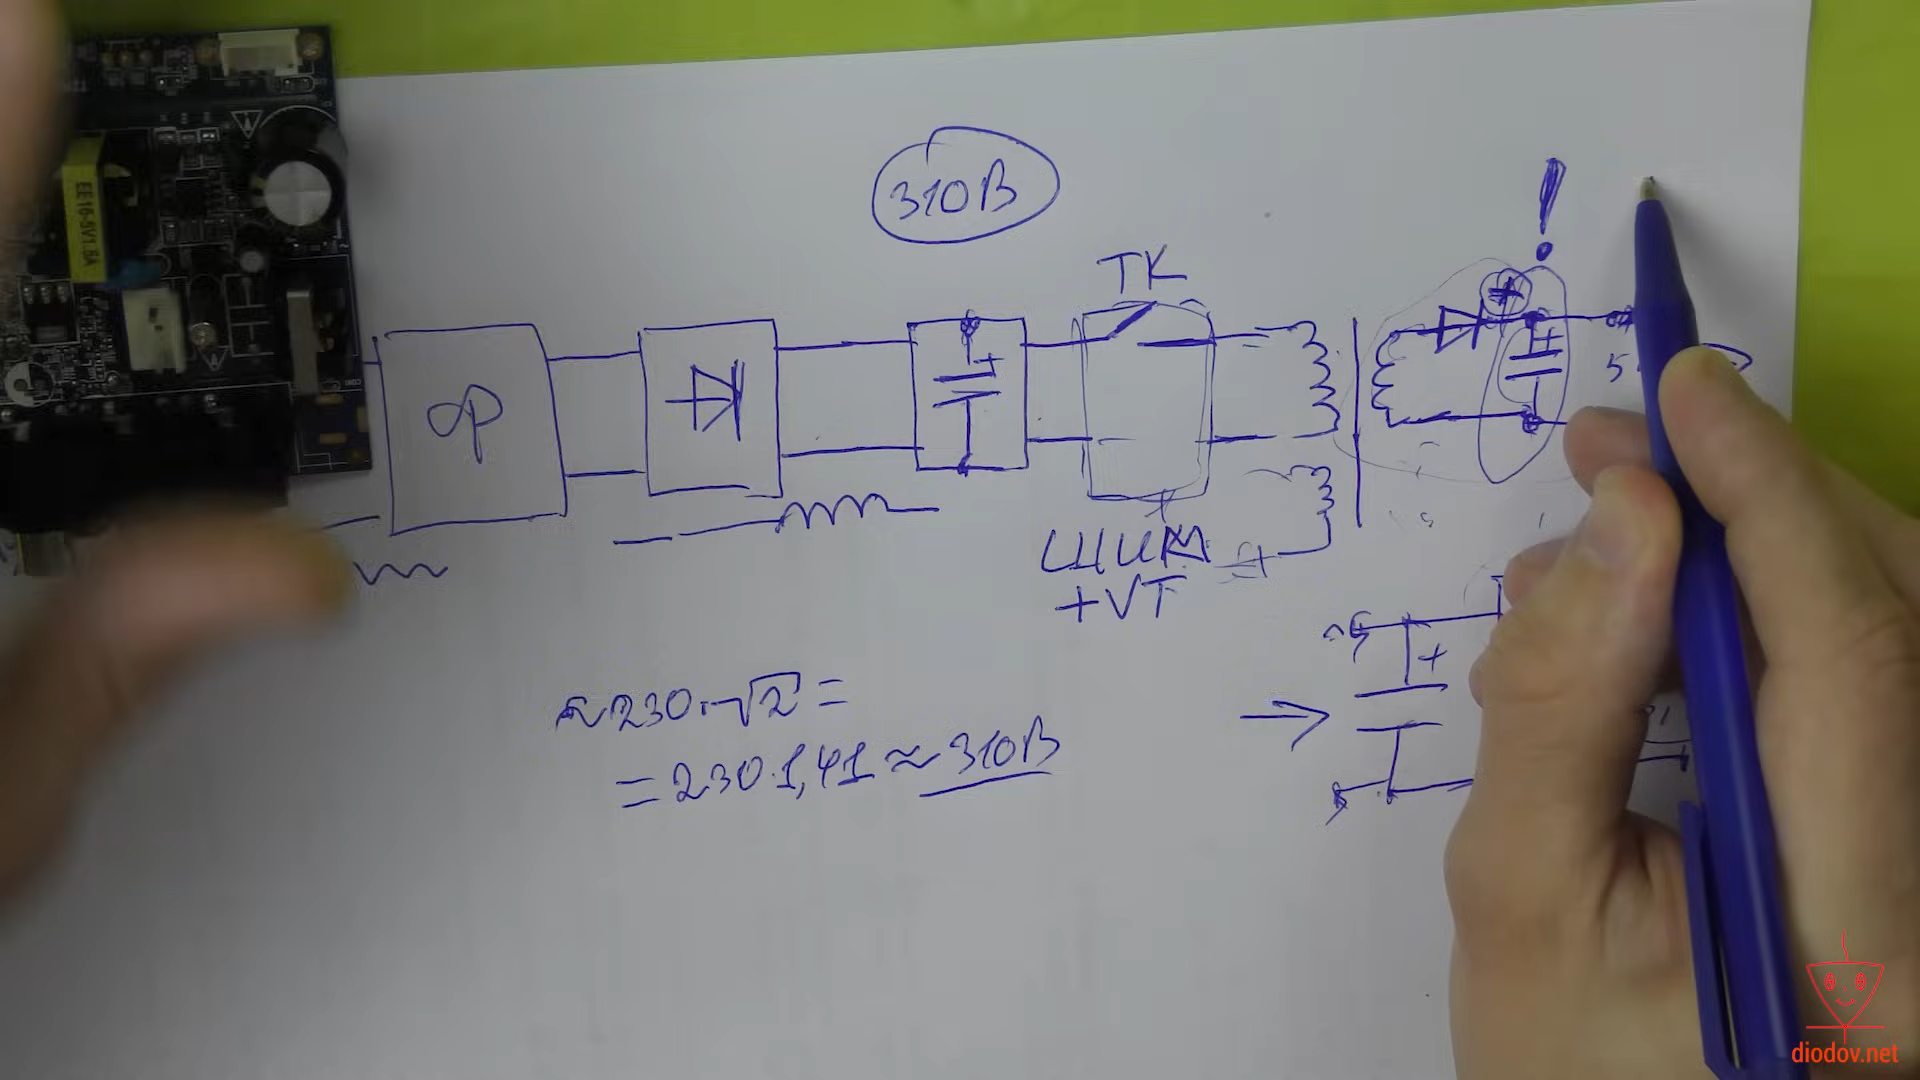 310В
ТК
Ф
+
+
ШИМ
+VT
≈230·√2=
=230·1,41≈310В
+
EE16-5V1.5A
diodov.net